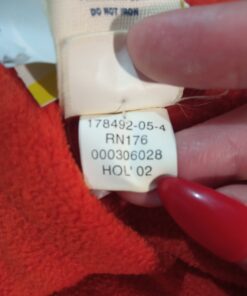 DO NOT IRON
178492-05-4
RN176
000306028
HOL' 02